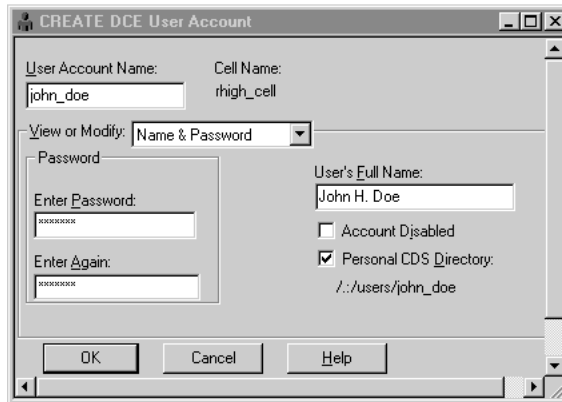 CREATE DCE User Account
User Account Name:
Cell Name:
john_doe
rhigh_cell
View or Modify:
Name & Password
Password
Enter Password:
*******
Enter Again:
*******
User's Full Name:
John H. Doe
Account Disabled
Personal CDS Directory:
/.:/users/john_doe
OK
Cancel
Help